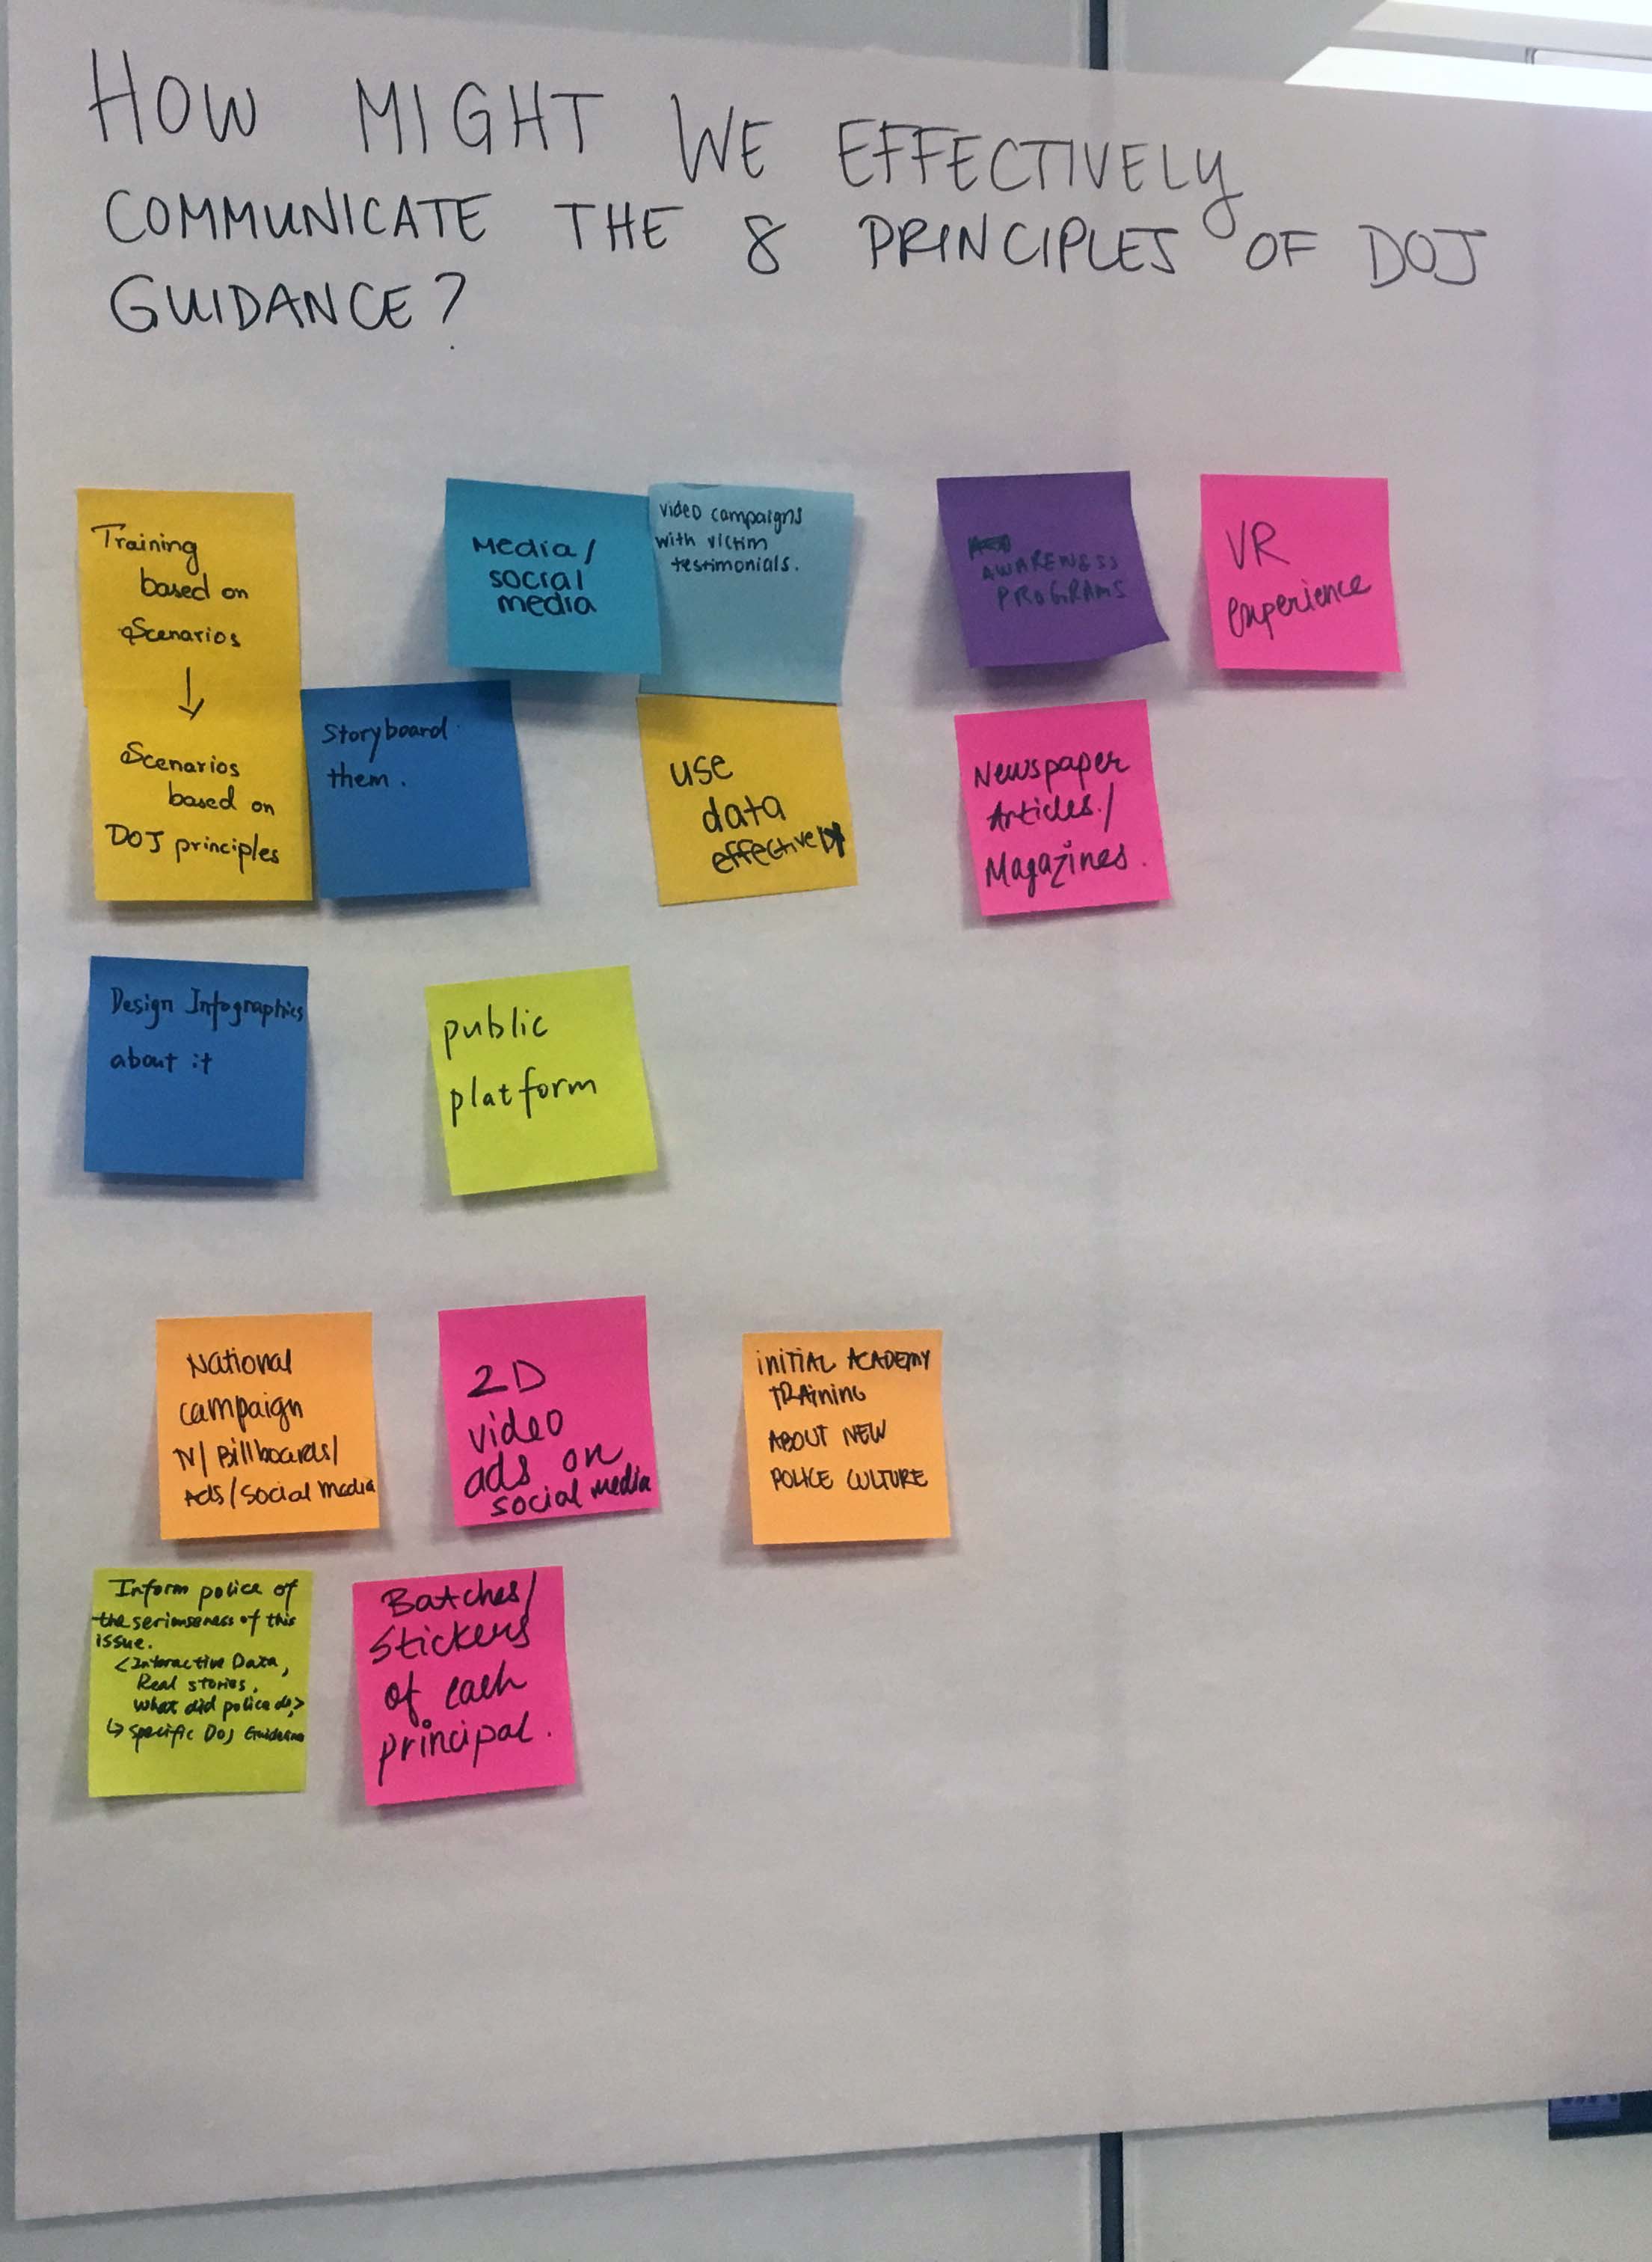 HOW MIGHT WE EFFECTIVELY
COMMUNICATE THE 8 PRINCIPLES OF DOJ
GUIDANCE?
Training
based on
Scenarios
↓
Scenarios
based on
DOJ principles
Storyboard
them.
Media/
social
media
video campaigns
with victim
testimonials.
use
data
effectively
AWARENESS
PROGRAMS
VR
experience
Newspaper
Articles/
Magazines.
Design Infographics
about it
public
platform
National
campaign
TV/Billboards/
Ads/social media
2D
video
ads on
social media
INITIAL ACADEMY
TRAINING
ABOUT NEW
POLICE CULTURE
Inform police of
the seriuseness of this
issue.
<Interactive Data,
Real stories,
What did police do>
↳ specific DOJ Guideline
Batches/
Stickers
of each
principal.